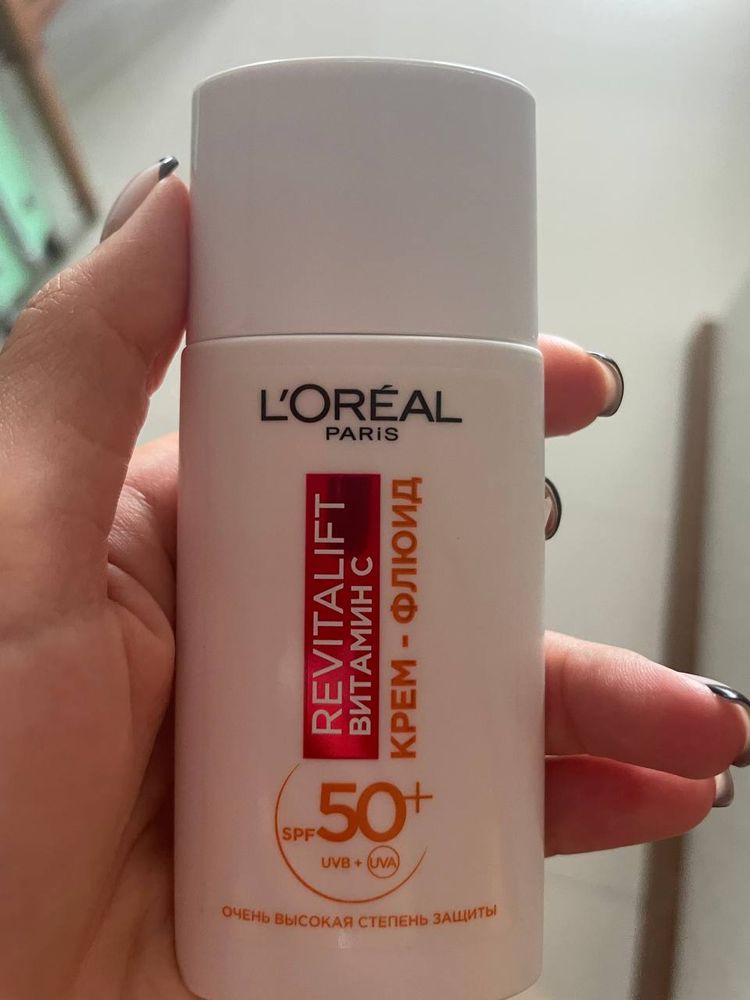 L'ORÉAL
PARiS
REVITALIFT
ВИТАМИН С
КРЕМ - ФЛЮИД
SPF 50+
UVB + UVA
ОЧЕНЬ ВЫСОКАЯ СТЕПЕНЬ ЗАЩИТЫ